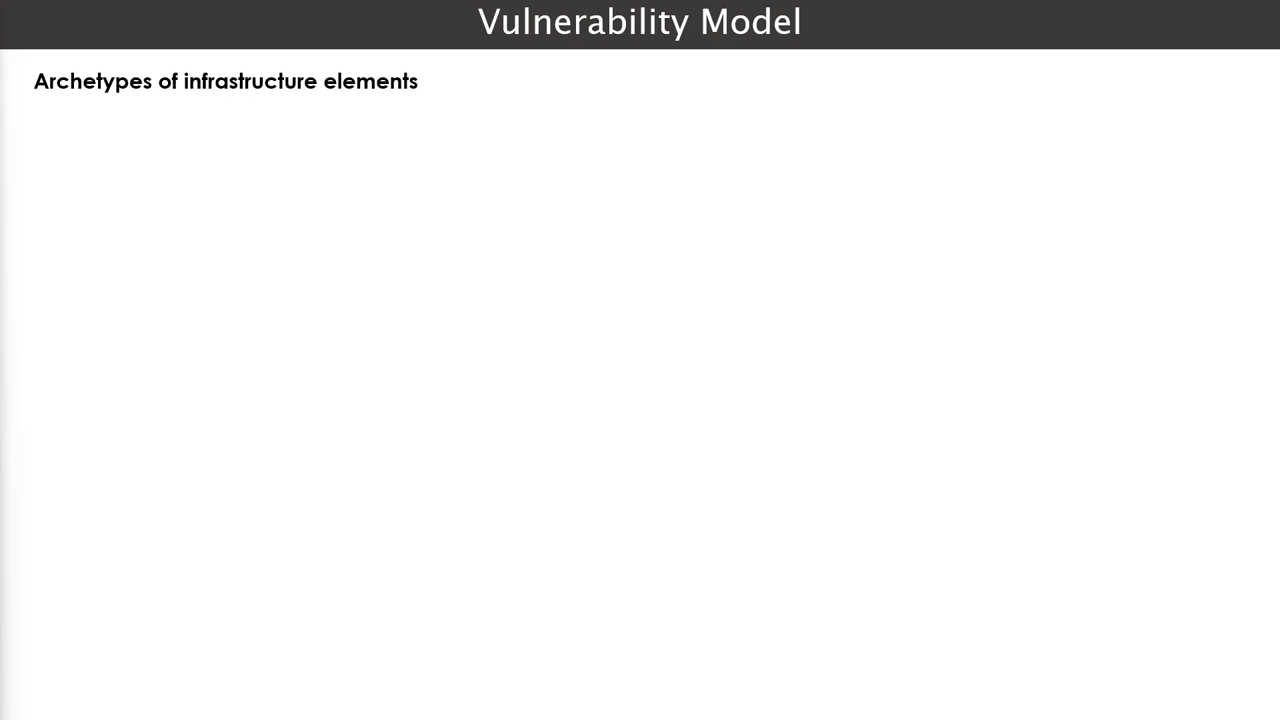 Vulnerability Model
Archetypes of infrastructure elements